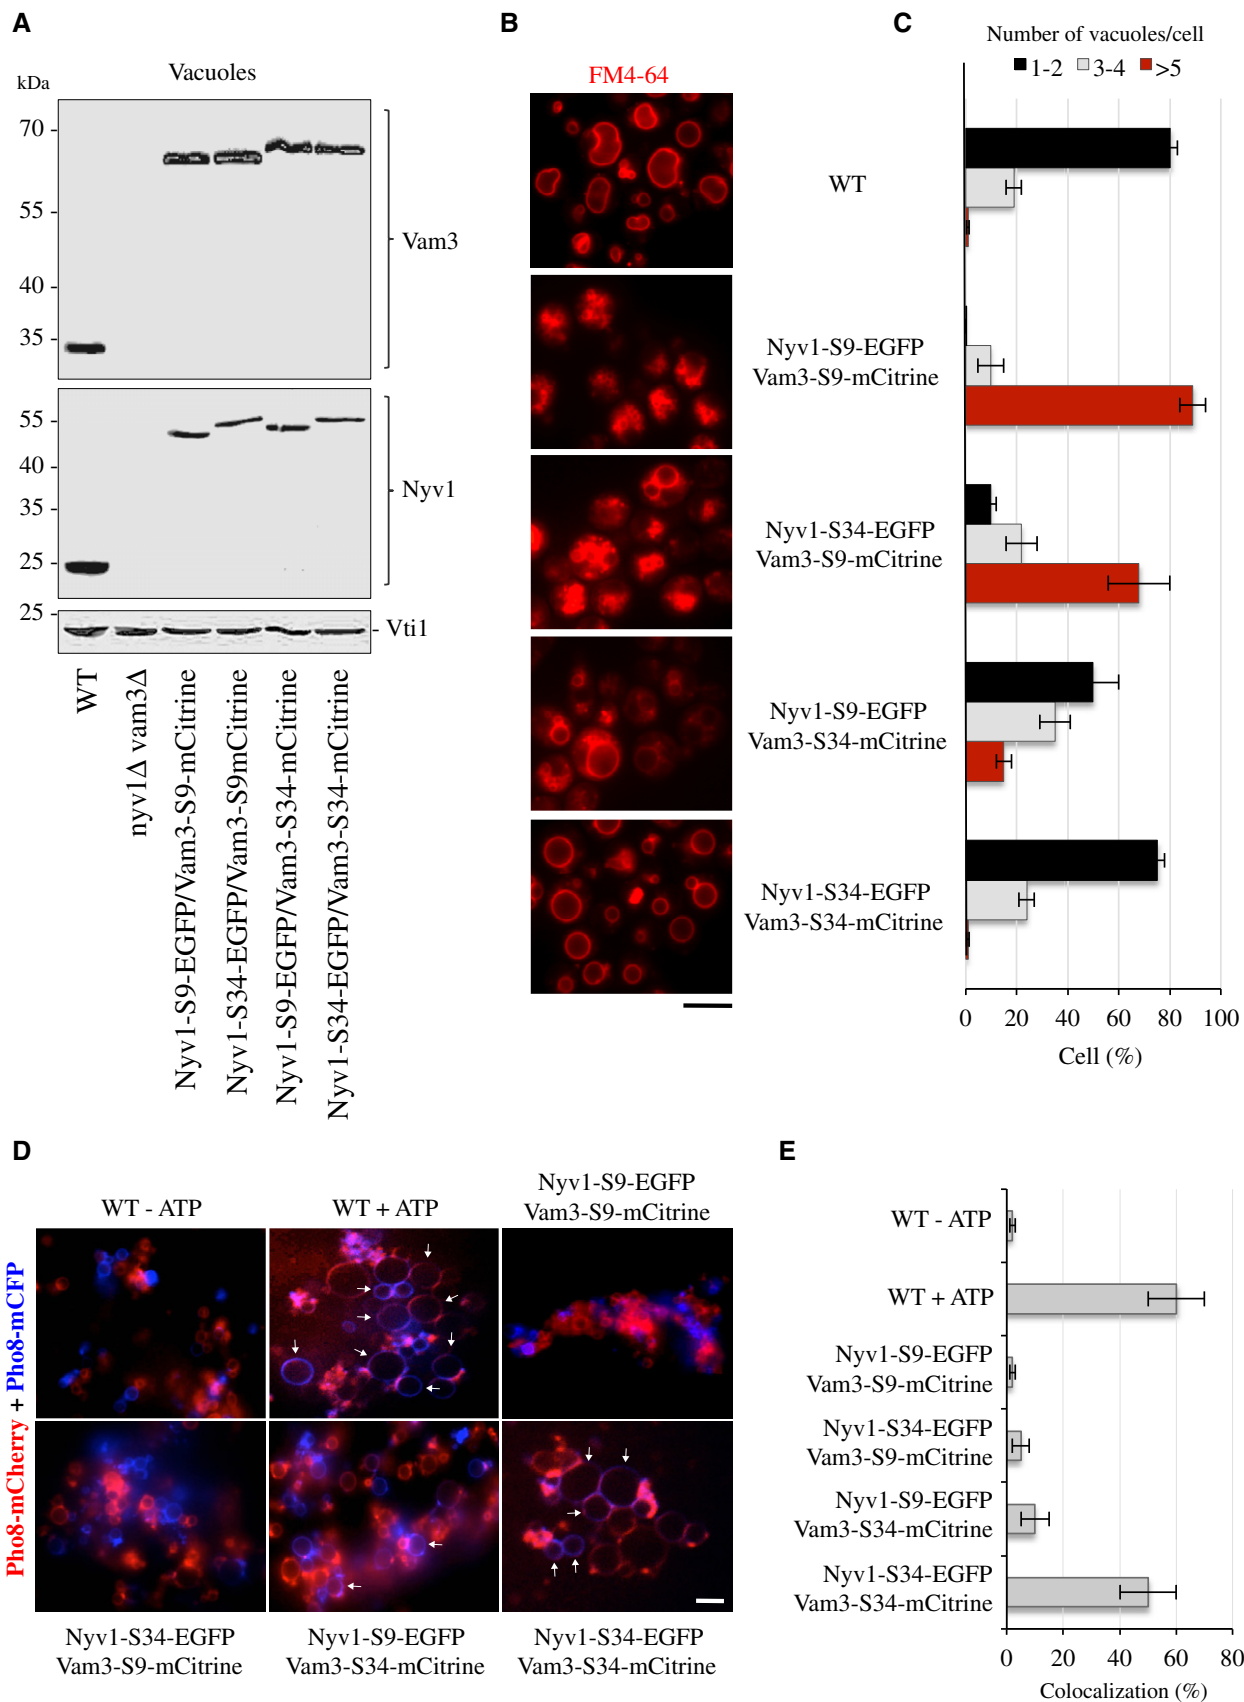 A
Vacuoles
kDa
70
55
40
35
Vam3
55
40
35
25
Nyv1
25
Vti1
WT
nyv1Δ vam3Δ
Nyv1-S9-EGFP/Vam3-S9-mCitrine
Nyv1-S34-EGFP/Vam3-S9mCitrine
Nyv1-S9-EGFP/Vam3-S34-mCitrine
Nyv1-S34-EGFP/Vam3-S34-mCitrine
B
FM4-64
C
Number of vacuoles/cell
1-2 3-4 >5
WT
Nyv1-S9-EGFP
Vam3-S9-mCitrine
Nyv1-S34-EGFP
Vam3-S9-mCitrine
Nyv1-S9-EGFP
Vam3-S34-mCitrine
Nyv1-S34-EGFP
Vam3-S34-mCitrine
0 20 40 60 80 100
Cell (%)
D
WT - ATP
WT + ATP
Nyv1-S9-EGFP
Vam3-S9-mCitrine
Pho8-mCherry + Pho8-mCFP
Nyv1-S34-EGFP
Vam3-S9-mCitrine
Nyv1-S9-EGFP
Vam3-S34-mCitrine
Nyv1-S34-EGFP
Vam3-S34-mCitrine
E
WT - ATP
WT + ATP
Nyv1-S9-EGFP
Vam3-S9-mCitrine
Nyv1-S34-EGFP
Vam3-S9-mCitrine
Nyv1-S9-EGFP
Vam3-S34-mCitrine
Nyv1-S34-EGFP
Vam3-S34-mCitrine
0 20 40 60 80
Colocalization (%)